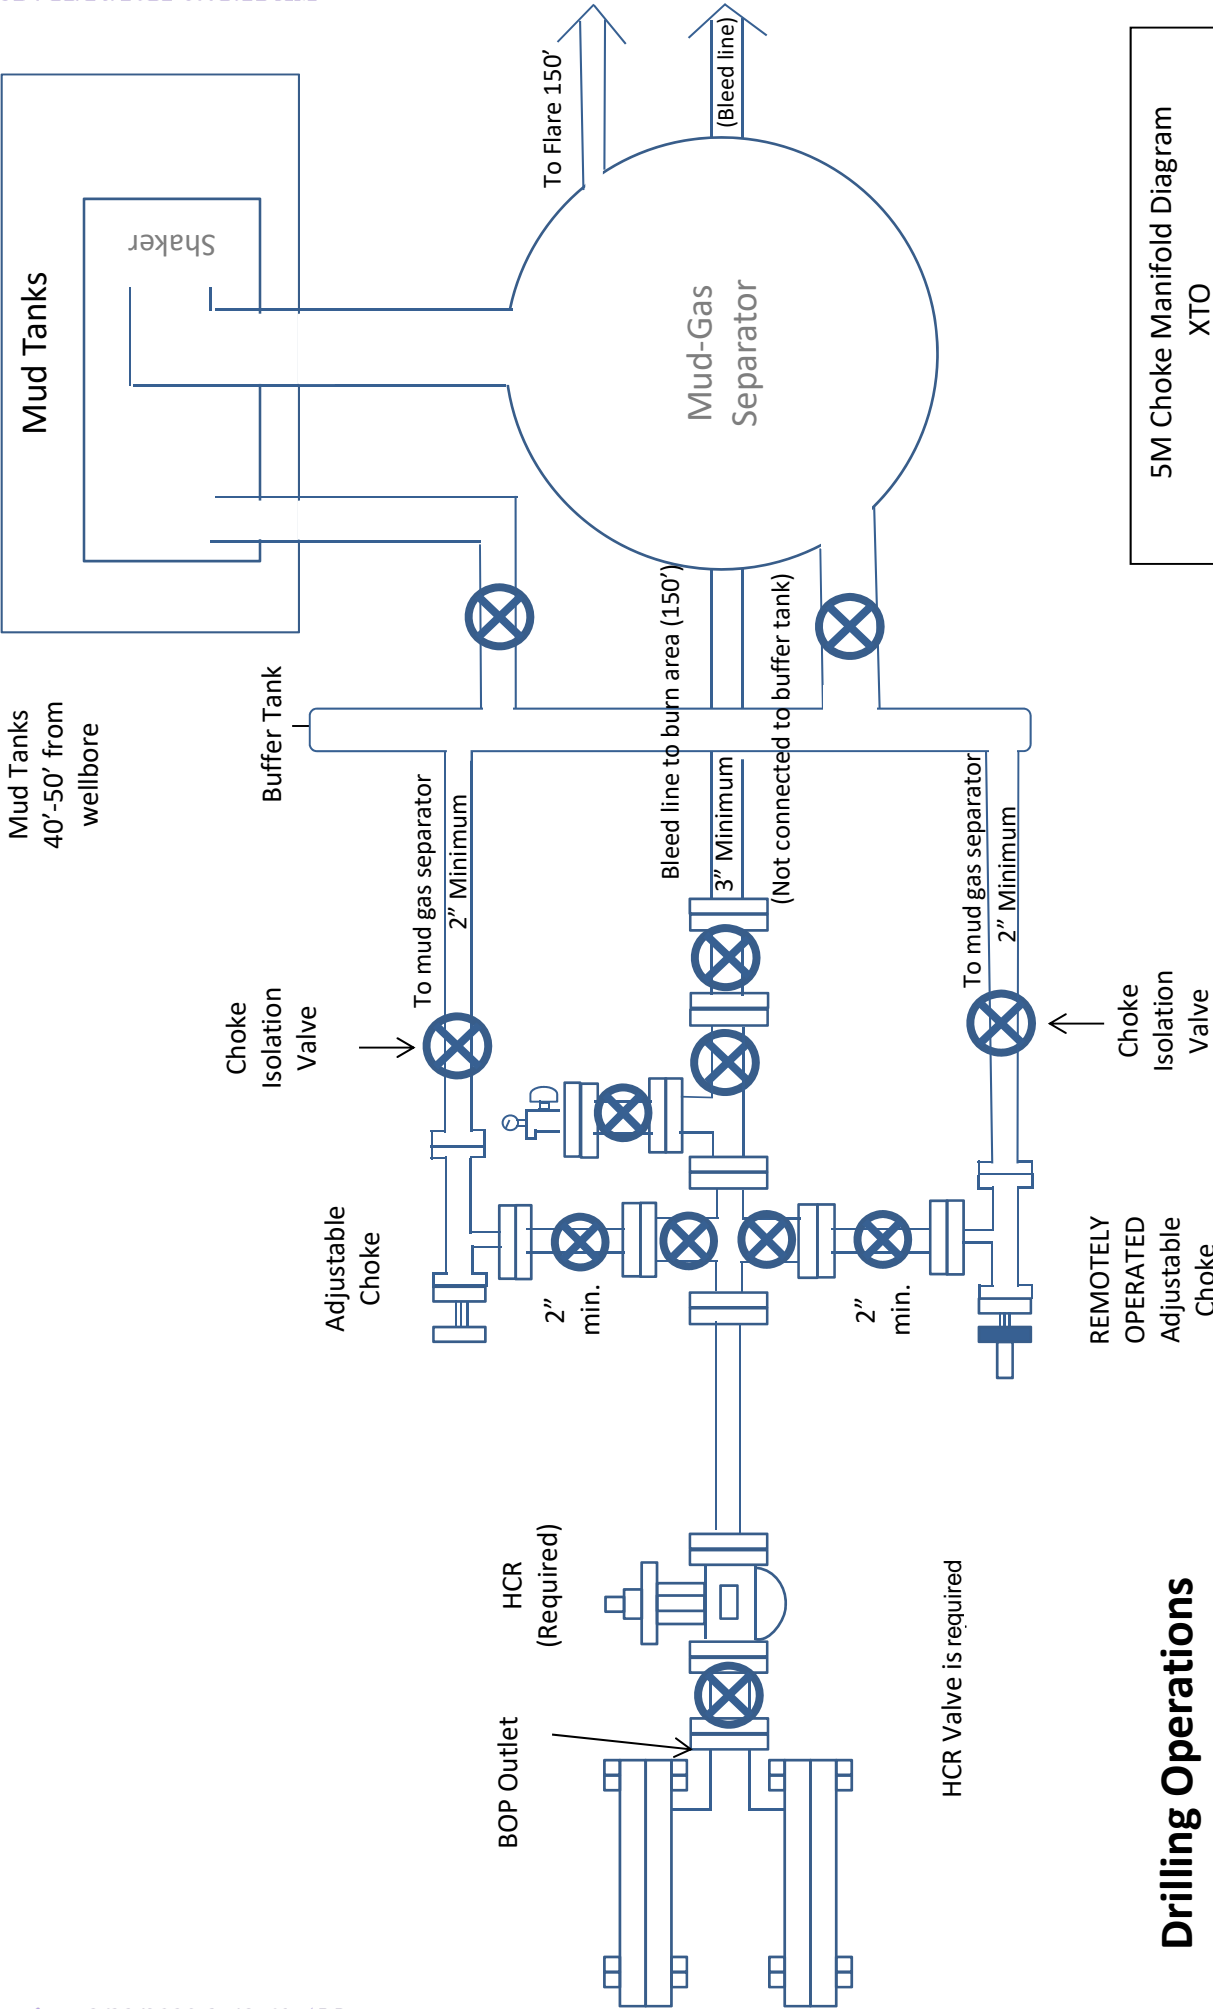 Mud Tanks
Shaker
Mud Tanks
40’-50’ from
wellbore
Buffer Tank
To Flare 150’
(Bleed line)
Mud-Gas
Separator
Bleed line to burn area (150’)
3” Minimum
(Not connected to buffer tank)
To mud gas separator
2” Minimum
To mud gas separator
2” Minimum
Choke
Isolation
Valve
Choke
Isolation
Valve
Adjustable
Choke
2”
min.
2”
min.
REMOTELY
OPERATED
Adjustable
Choke
HCR
(Required)
BOP Outlet
HCR Valve is required
Drilling Operations
5M Choke Manifold Diagram
XTO